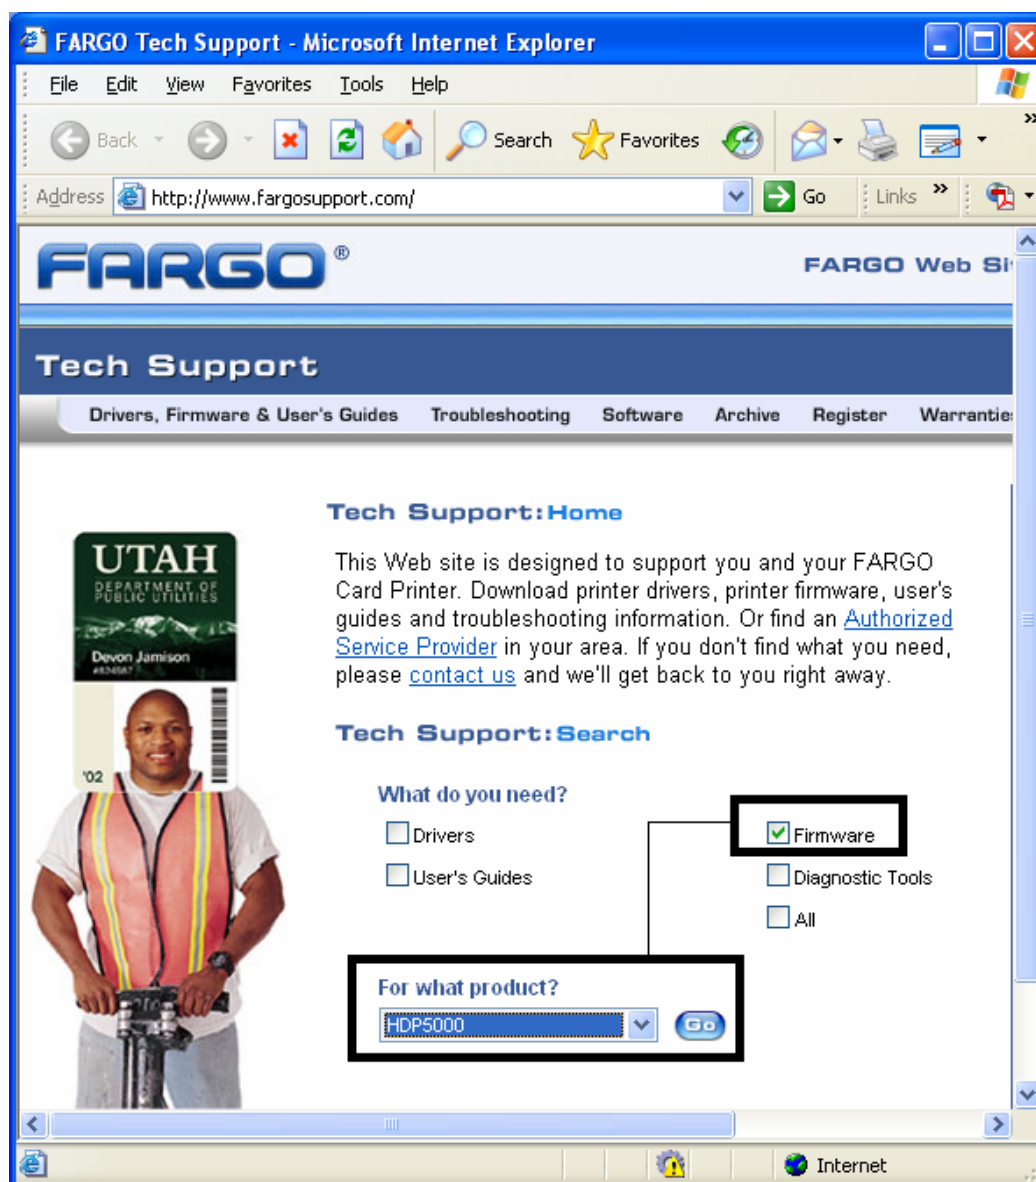 FARGO Tech Support - Microsoft Internet Explorer
File Edit View Favorites Tools Help
Back Search Favorites »
Address http://www.fargosupport.com/ Go Links »
FARGO® FARGO Web Si
Tech Support
Drivers, Firmware & User's Guides Troubleshooting Software Archive Register Warrantie
Tech Support:Home
This Web site is designed to support you and your FARGO
Card Printer. Download printer drivers, printer firmware, user's
guides and troubleshooting information. Or find an Authorized
Service Provider in your area. If you don't find what you need,
please contact us and we'll get back to you right away.
UTAH
DEPARTMENT OF
PUBLIC UTILITIES
Devon Jamison
'02
Tech Support:Search
What do you need?
Drivers Firmware
User's Guides Diagnostic Tools
All
For what product?
HDP5000 Go
Internet